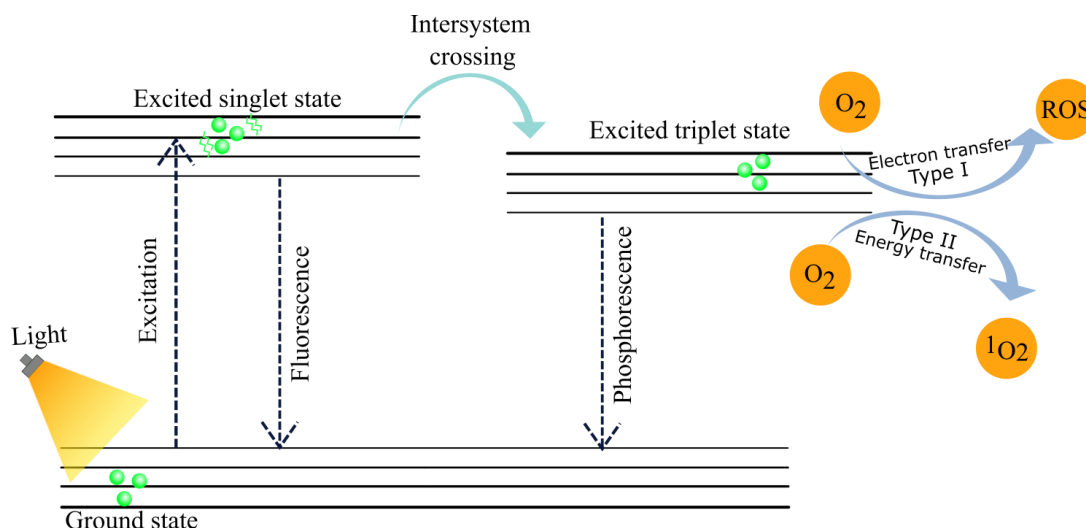 Intersystem
crossing
Excited singlet state
Excited triplet state
O₂
ROS
Electron transfer
Type I
Type II
Energy transfer
O₂
¹O2
Excitation
Fluorescence
Phosphorescence
Light
Ground state